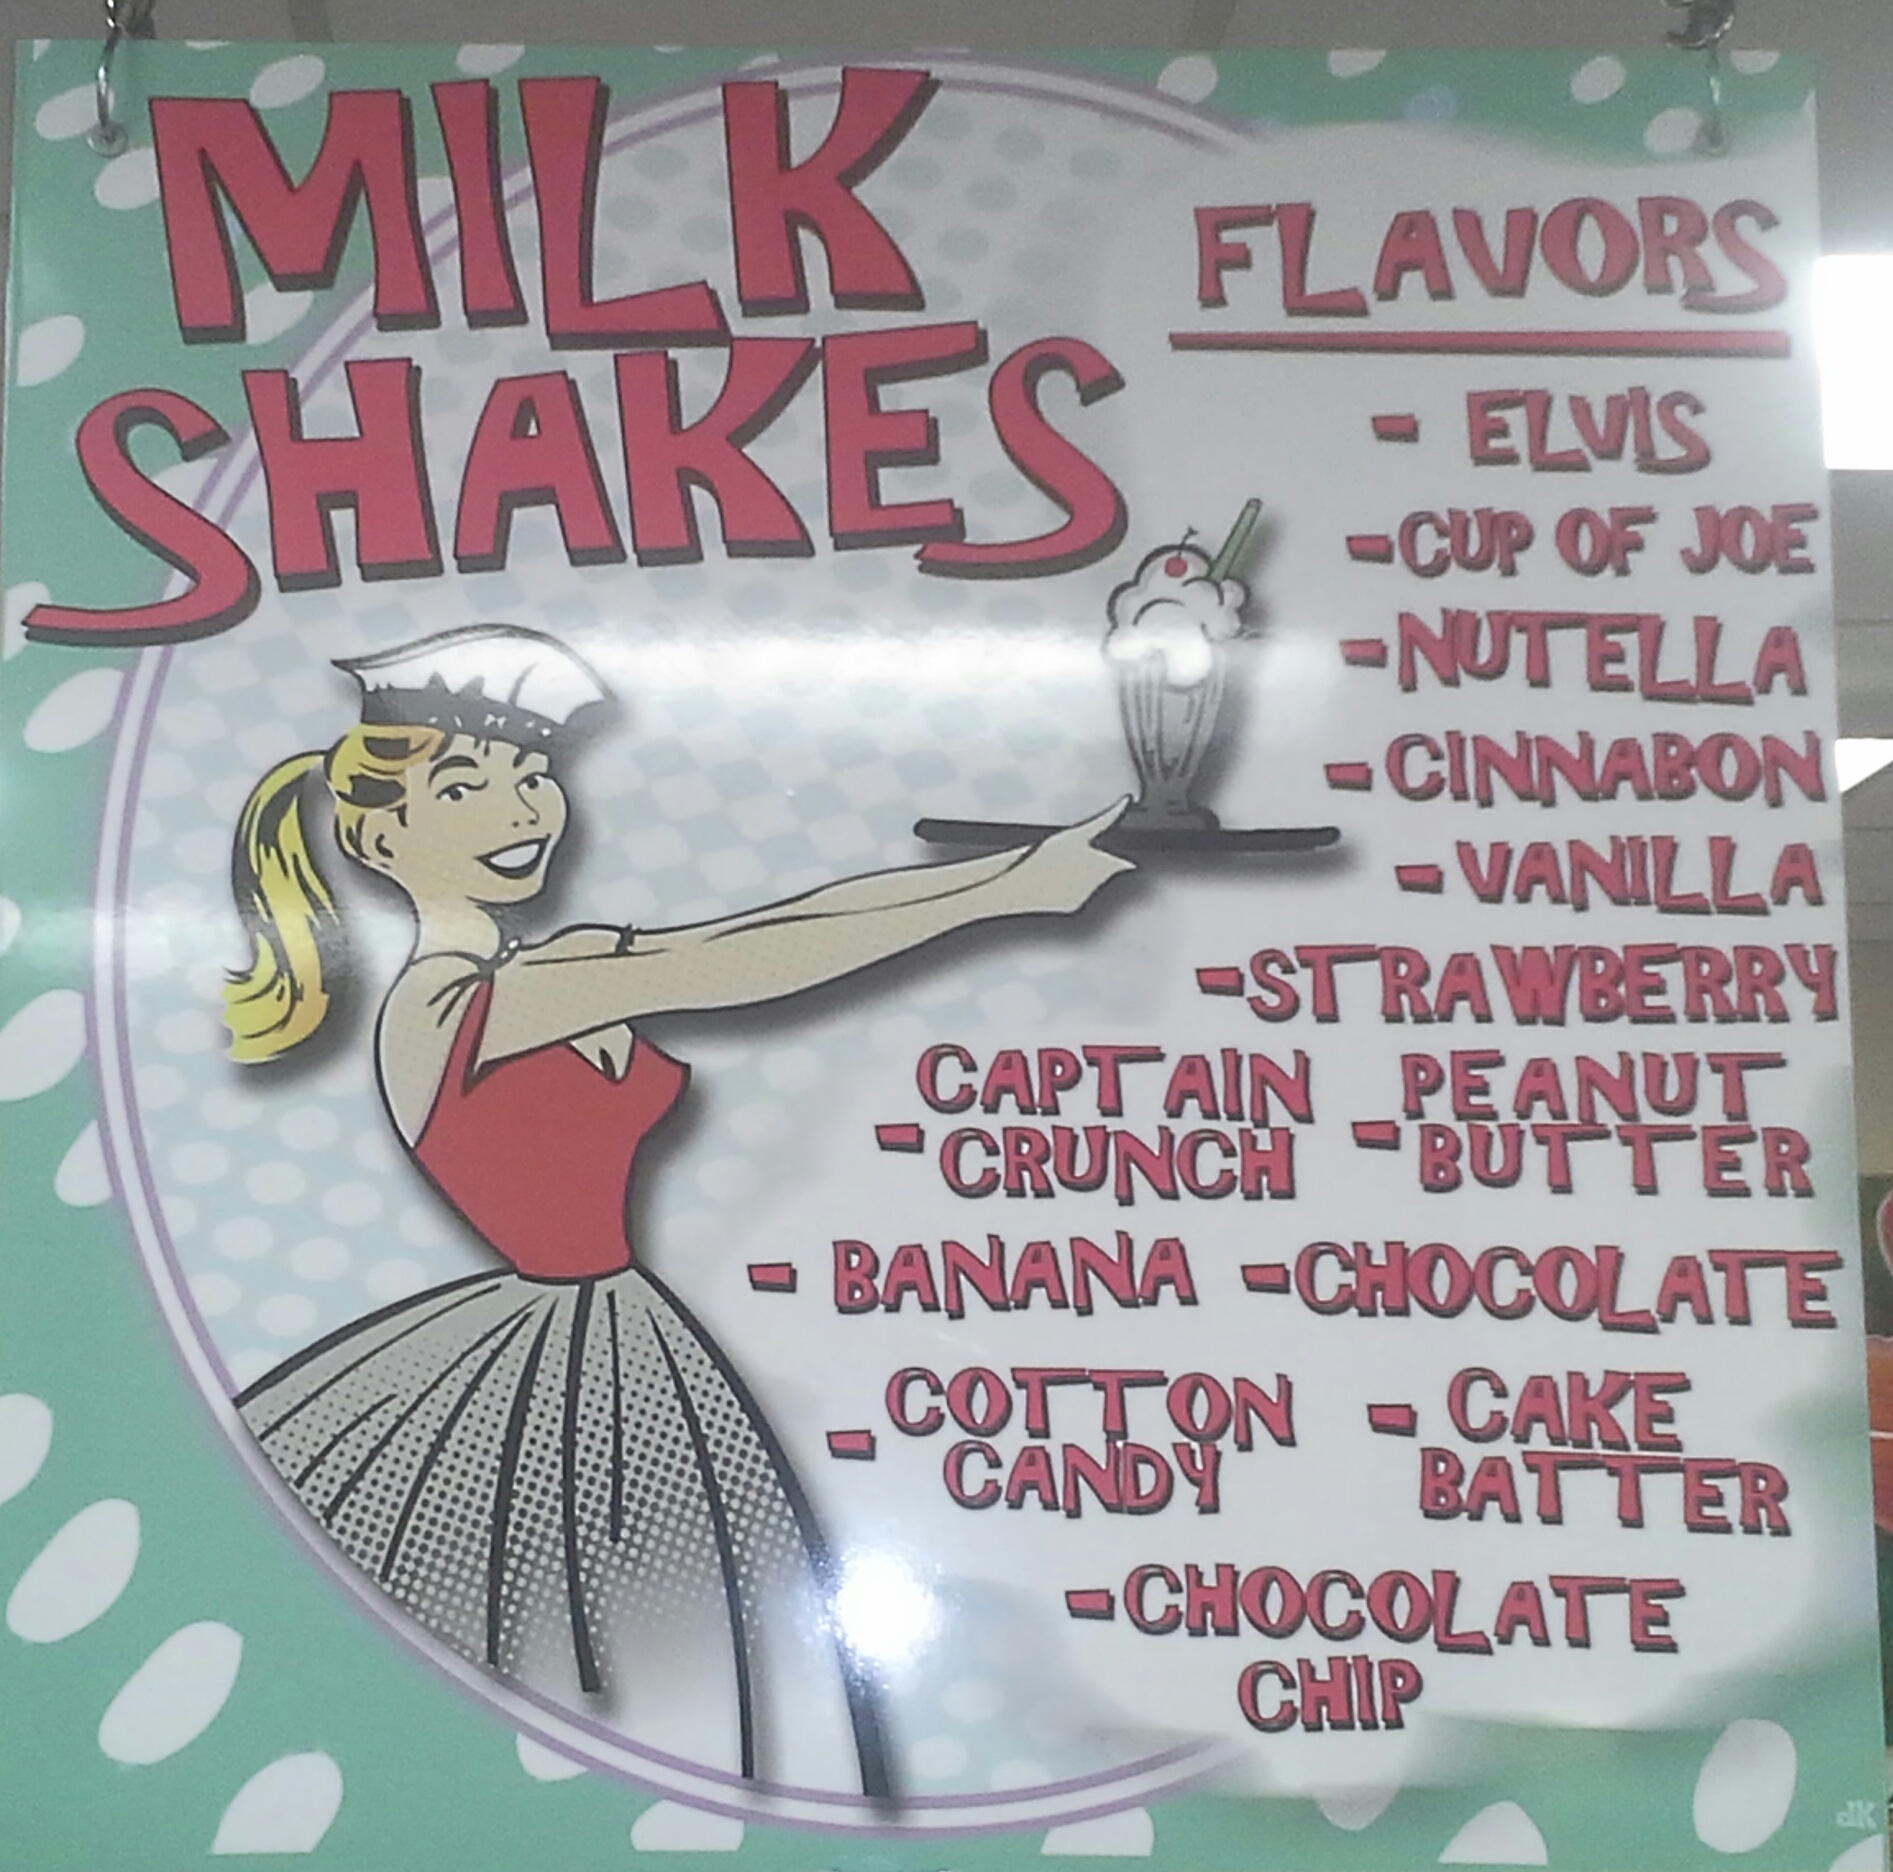 MILK
SHAKES
FLAVORS
- ELVIS
-CUP OF JOE
-NUTELLA
-CINNABON
-VANILLA
-STRAWBERRY
CAPTAIN
-CRUNCH
PEANUT
-BUTTER
- BANANA
-CHOCOLATE
- COTTON
CANDY
- CAKE
BATTER
-CHOCOLATE
CHIP
dK